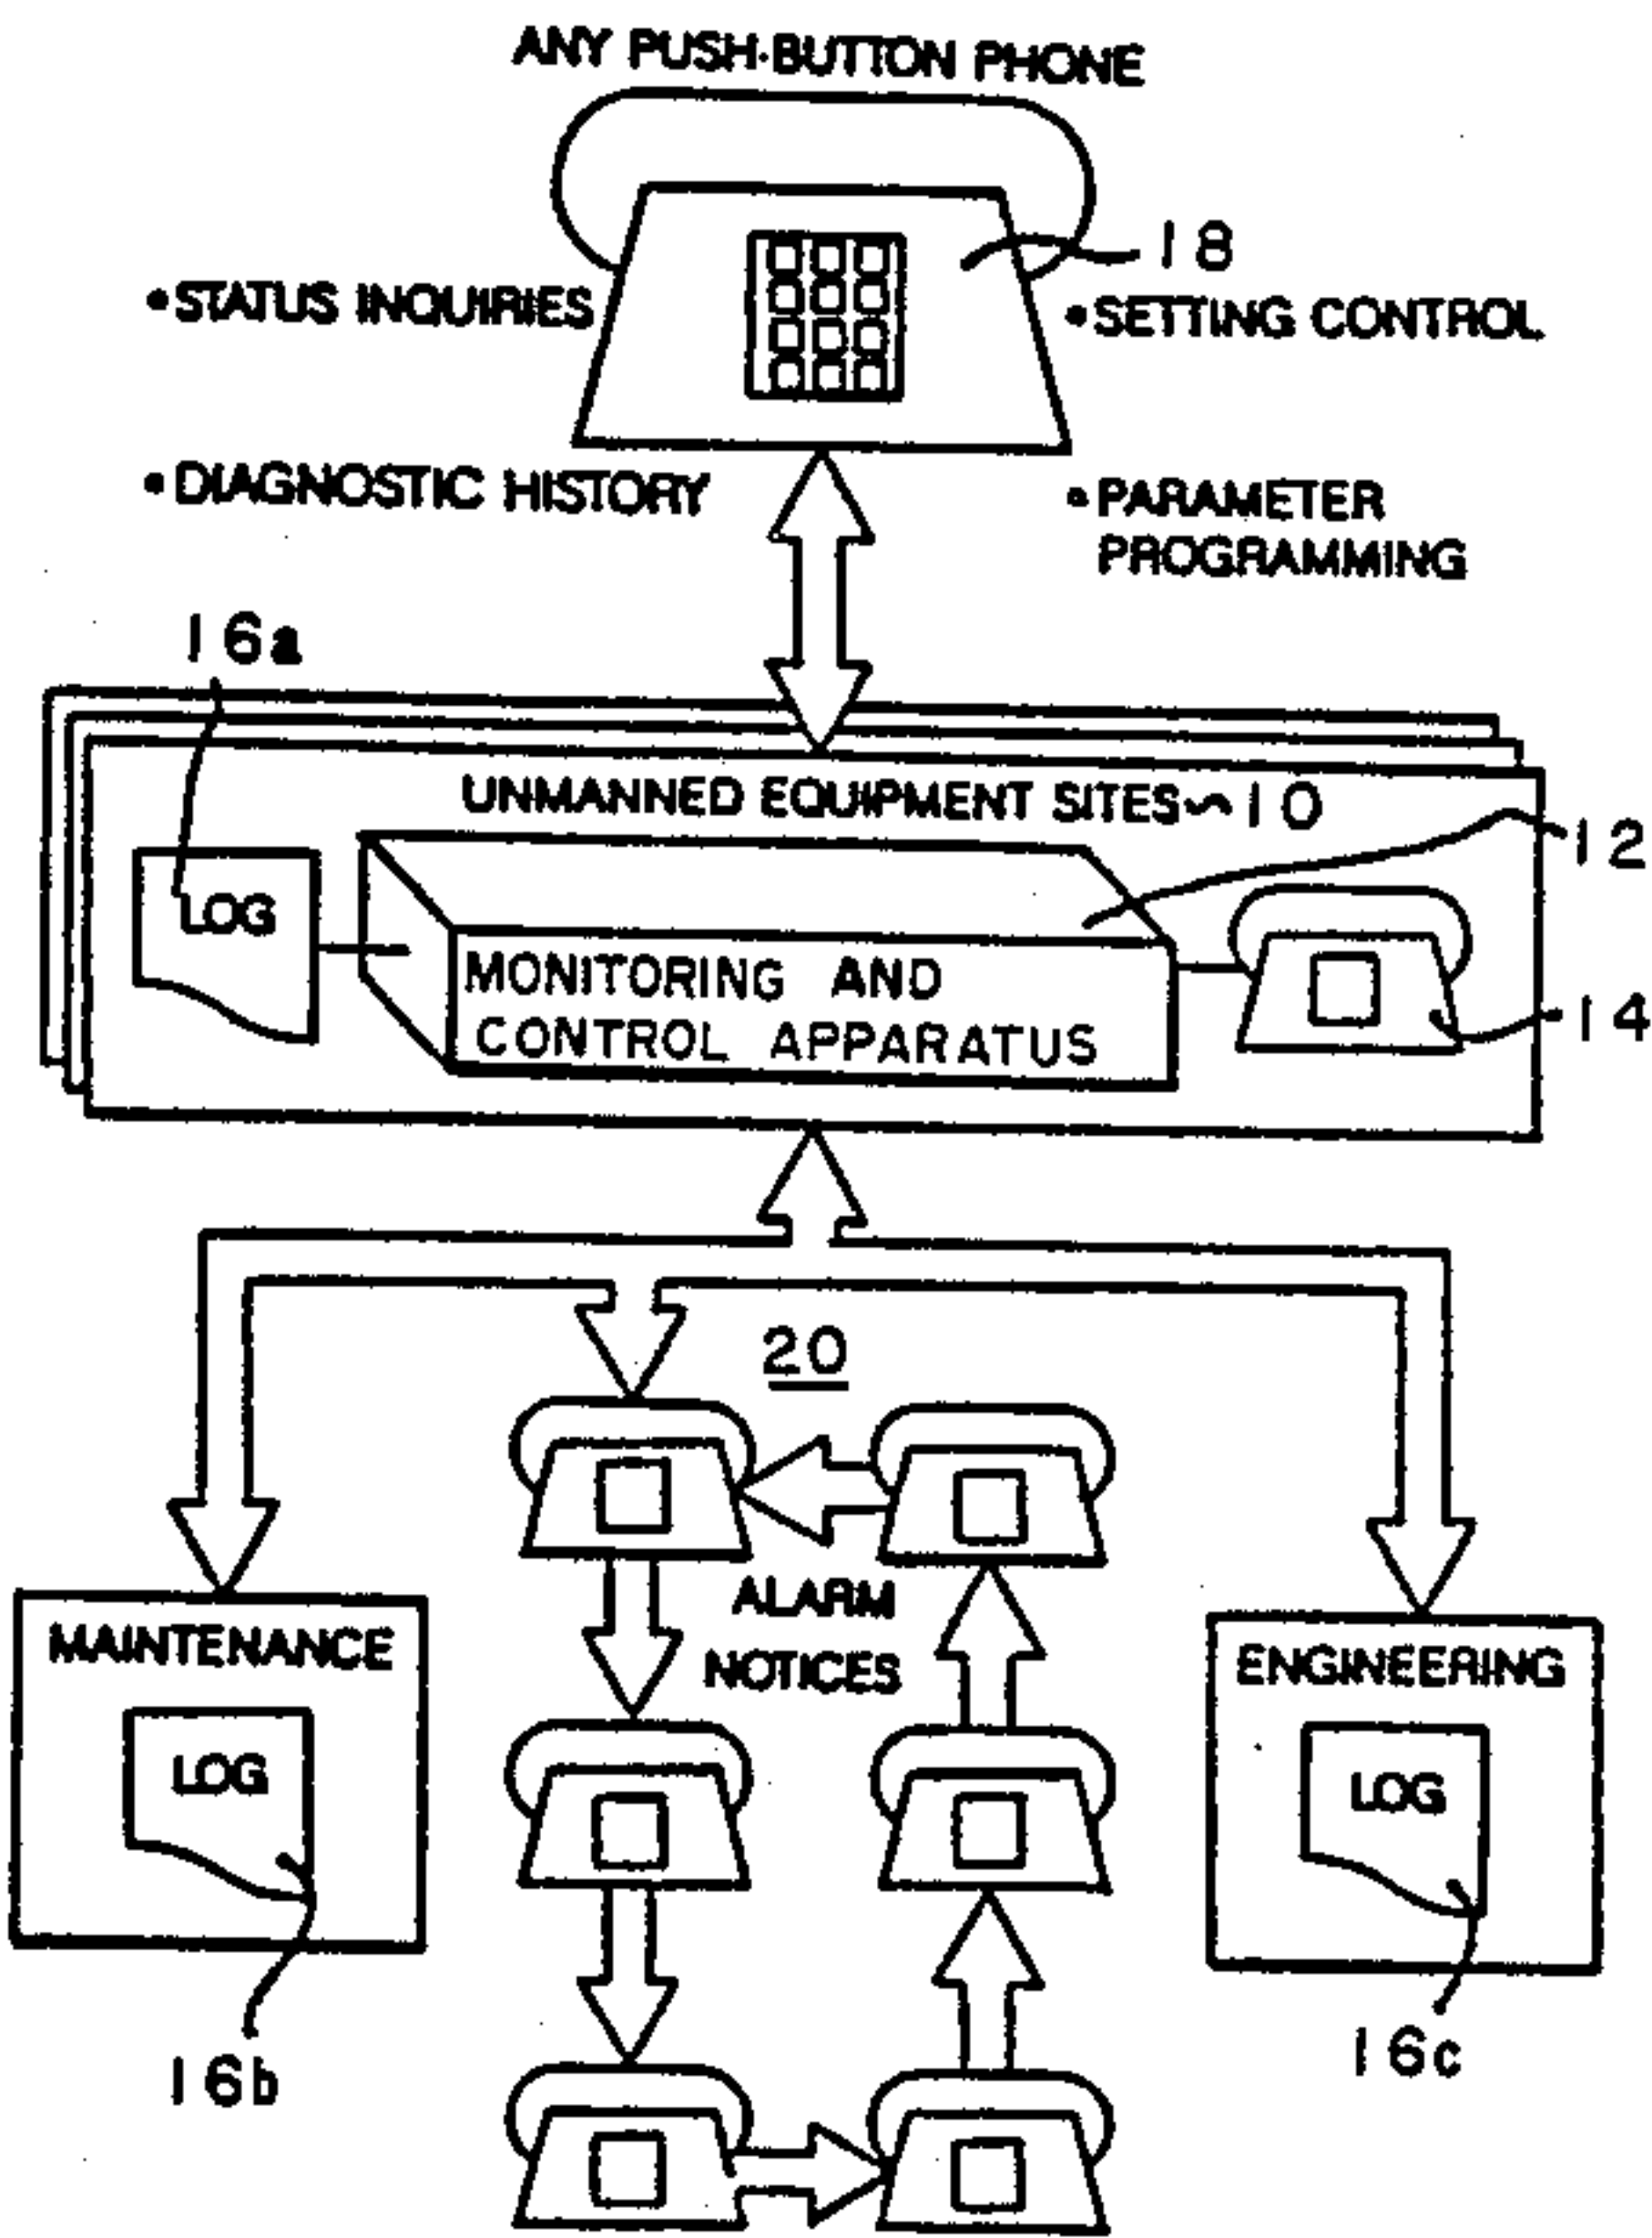 ANY PUSH-BUTTON PHONE
18
• STATUS INQUIRIES
• SETTING CONTROL
• DIAGNOSTIC HISTORY
• PARAMETER
PROGRAMMING
16a
UNMANNED EQUIPMENT SITES~10
12
LOG
MONITORING AND
CONTROL APPARATUS
14
20
ALARM
NOTICES
MAINTENANCE
LOG
16b
ENGINEERING
LOG
16c